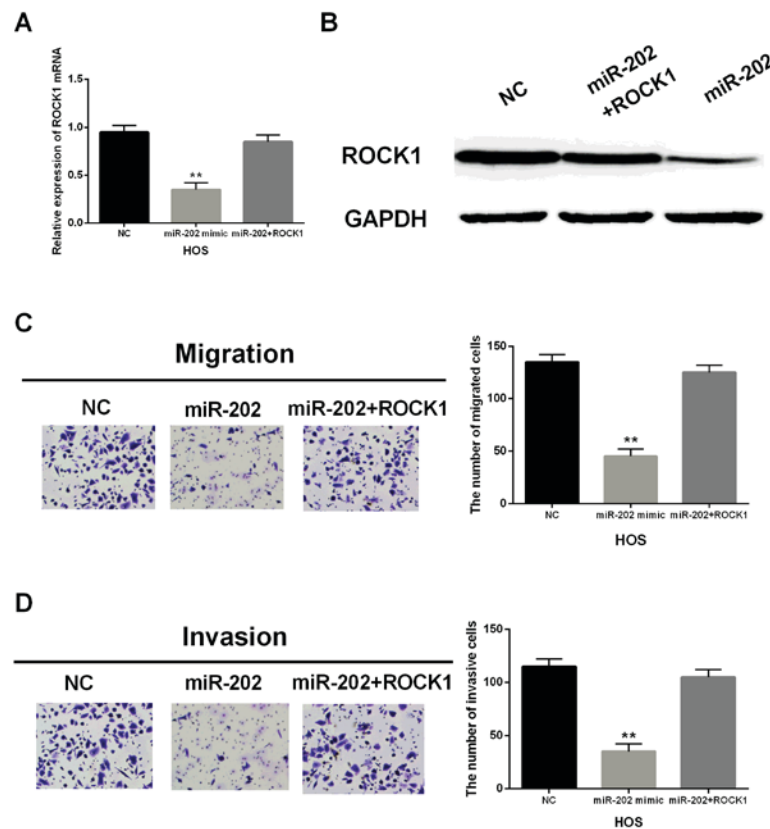 A
Relative expression of ROCK1 mRNA
1.5
1.0
0.5
0.0
**
NC
miR-202 mimic
miR-202+ROCK1
HOS
B
NC
miR-202
+ROCK1
miR-202
ROCK1
GAPDH
C
Migration
NC
miR-202
miR-202+ROCK1
The number of migrated cells
150
100
50
0
**
NC
miR-202 mimic
miR-202+ROCK1
HOS
D
Invasion
NC
miR-202
miR-202+ROCK1
The number of invasive cells
150
100
50
0
**
NC
miR-202 mimic
miR-202+ROCK1
HOS